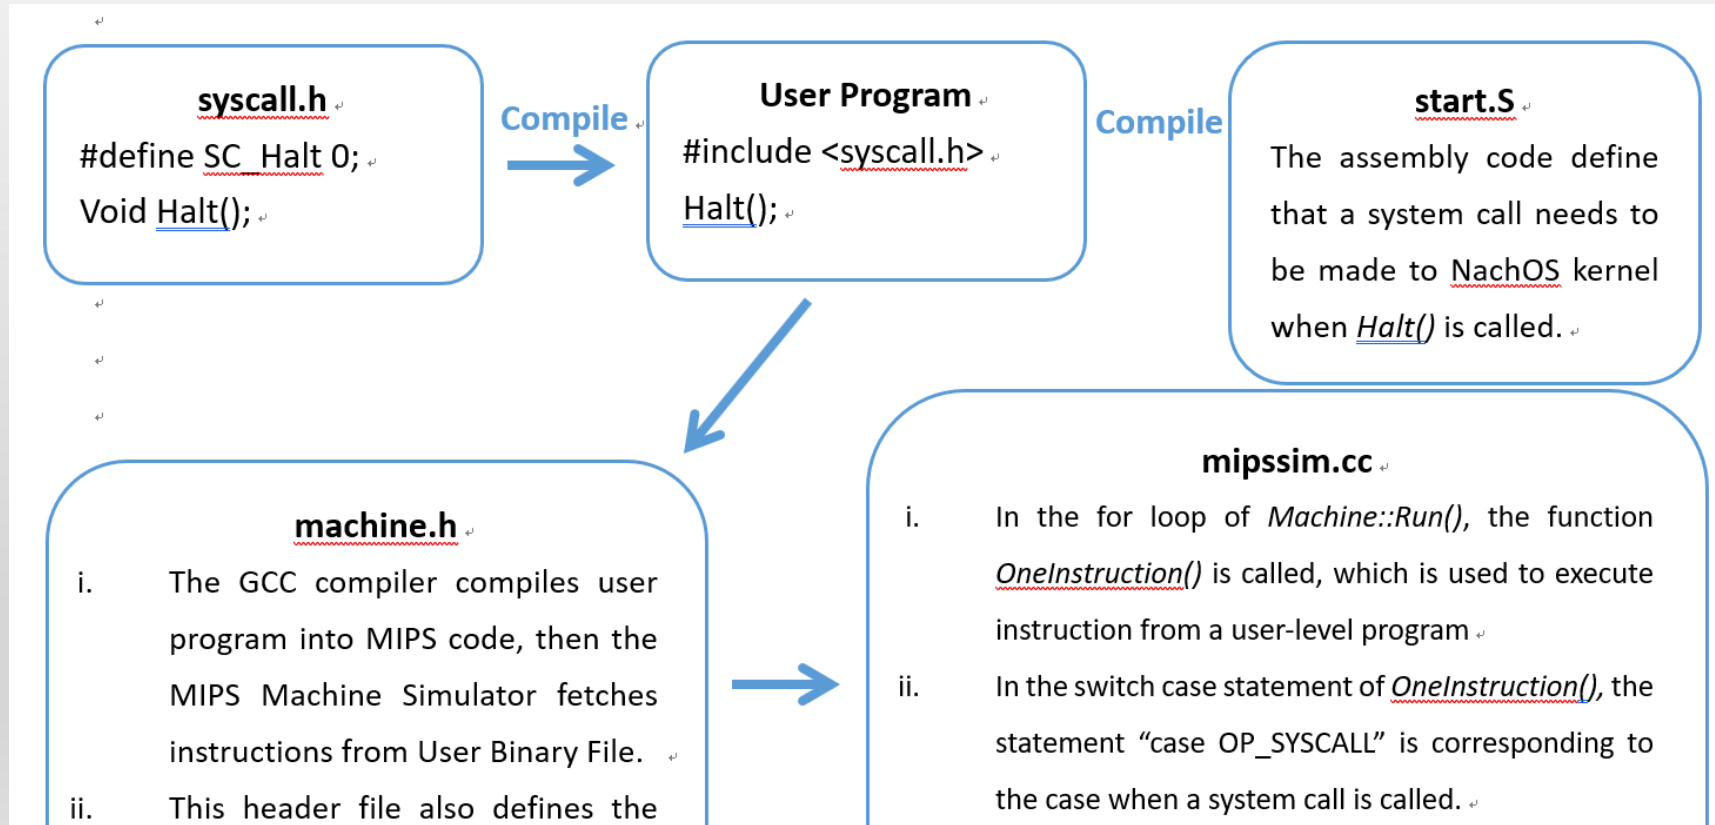 syscall.h
#define SC_Halt 0;
Void Halt();
Compile
User Program
#include <syscall.h>
Halt();
Compile
start.S
The assembly code define
that a system call needs to
be made to NachOS kernel
when Halt() is called.
machine.h
i. The GCC compiler compiles user
program into MIPS code, then the
MIPS Machine Simulator fetches
instructions from User Binary File.
ii. This header file also defines the
mipssim.cc
i. In the for loop of Machine::Run(), the function
OneInstruction() is called, which is used to execute
instruction from a user-level program
ii. In the switch case statement of OneInstruction(), the
statement “case OP_SYSCALL” is corresponding to
the case when a system call is called.